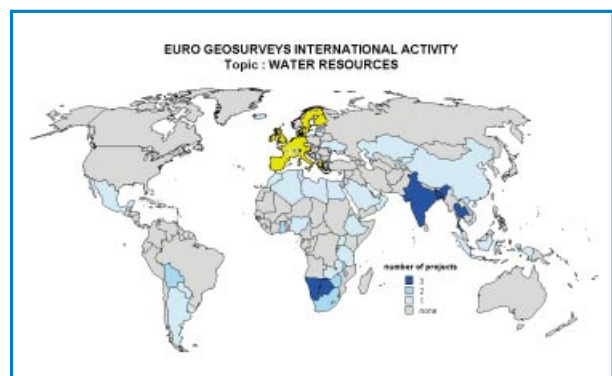 EURO GEOSURVEYS INTERNATIONAL ACTIVITY
Topic : WATER RESOURCES
number of projects
3
2
1
none